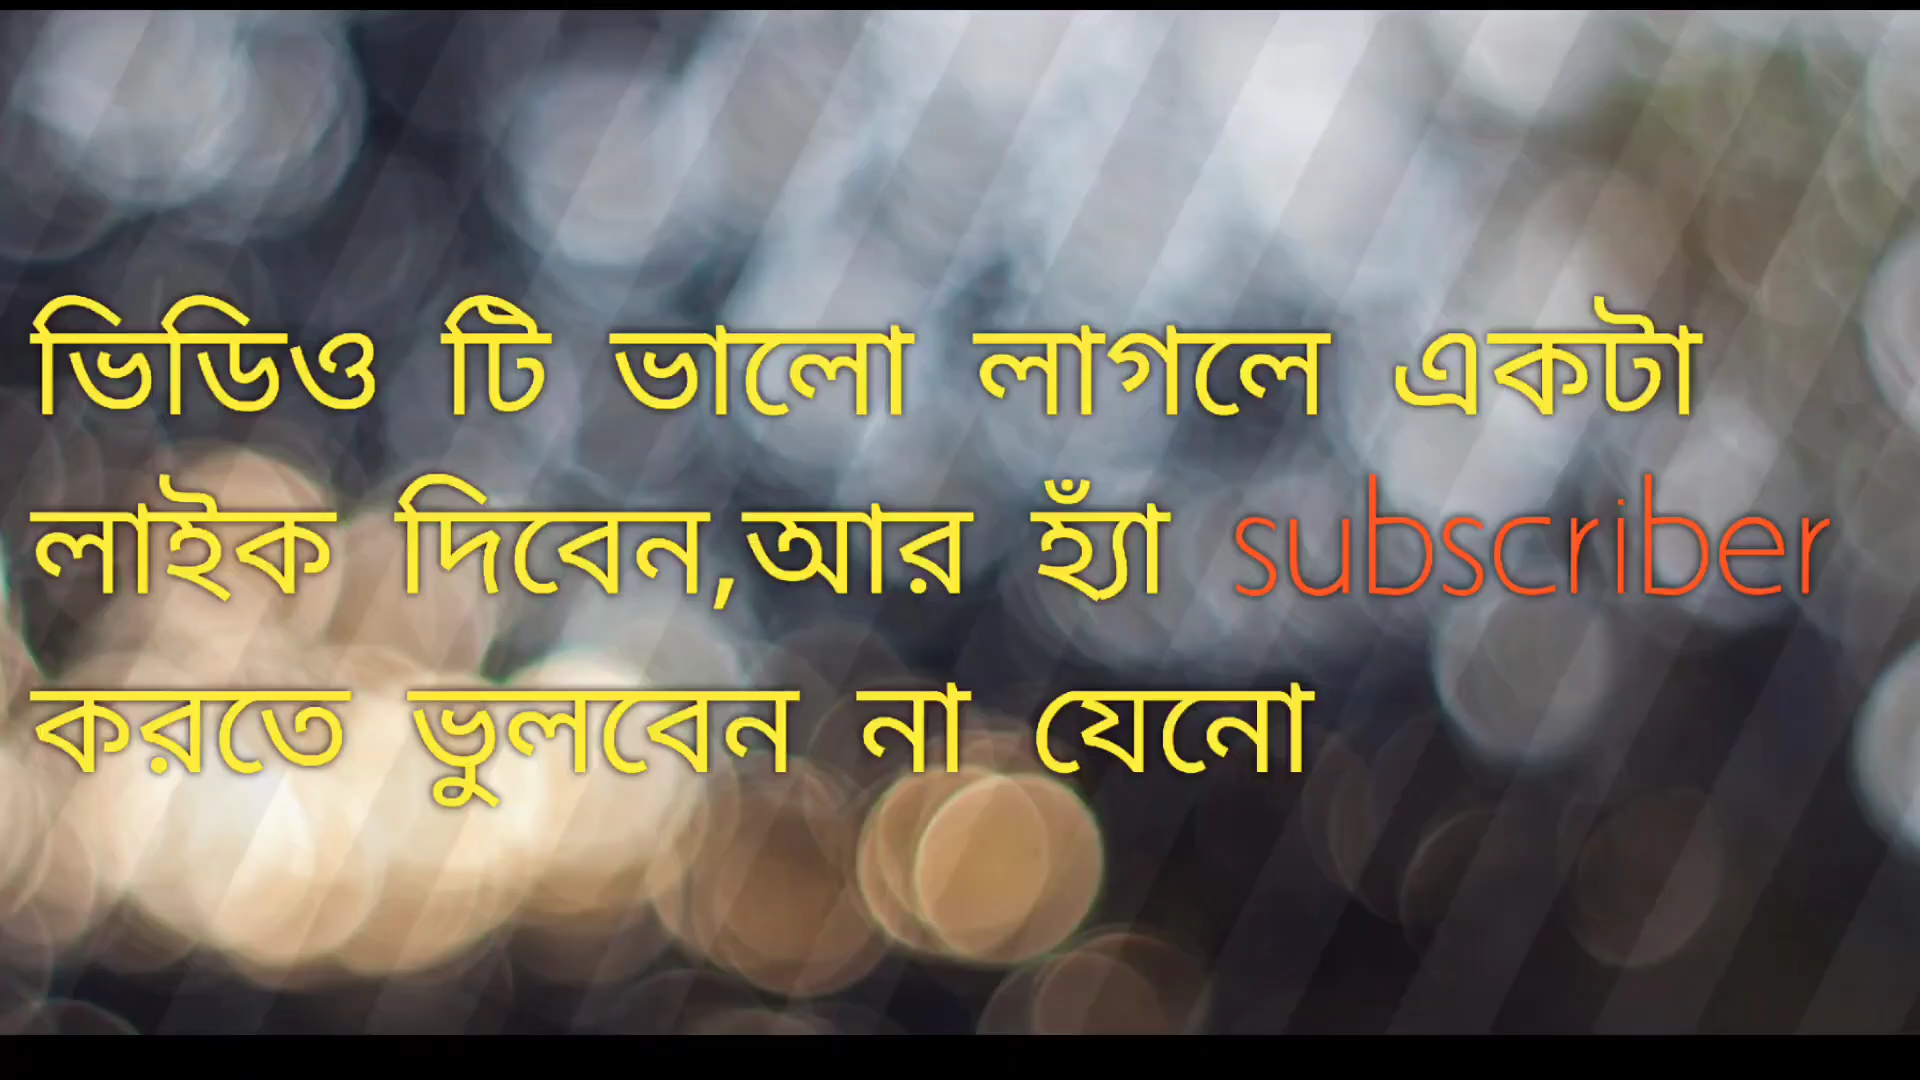 ভিডিও টি ভালো লাগলে একটা
লাইক দিবেন,আর হ্যাঁ subscriber
করতে ভুলবেন না যেনো